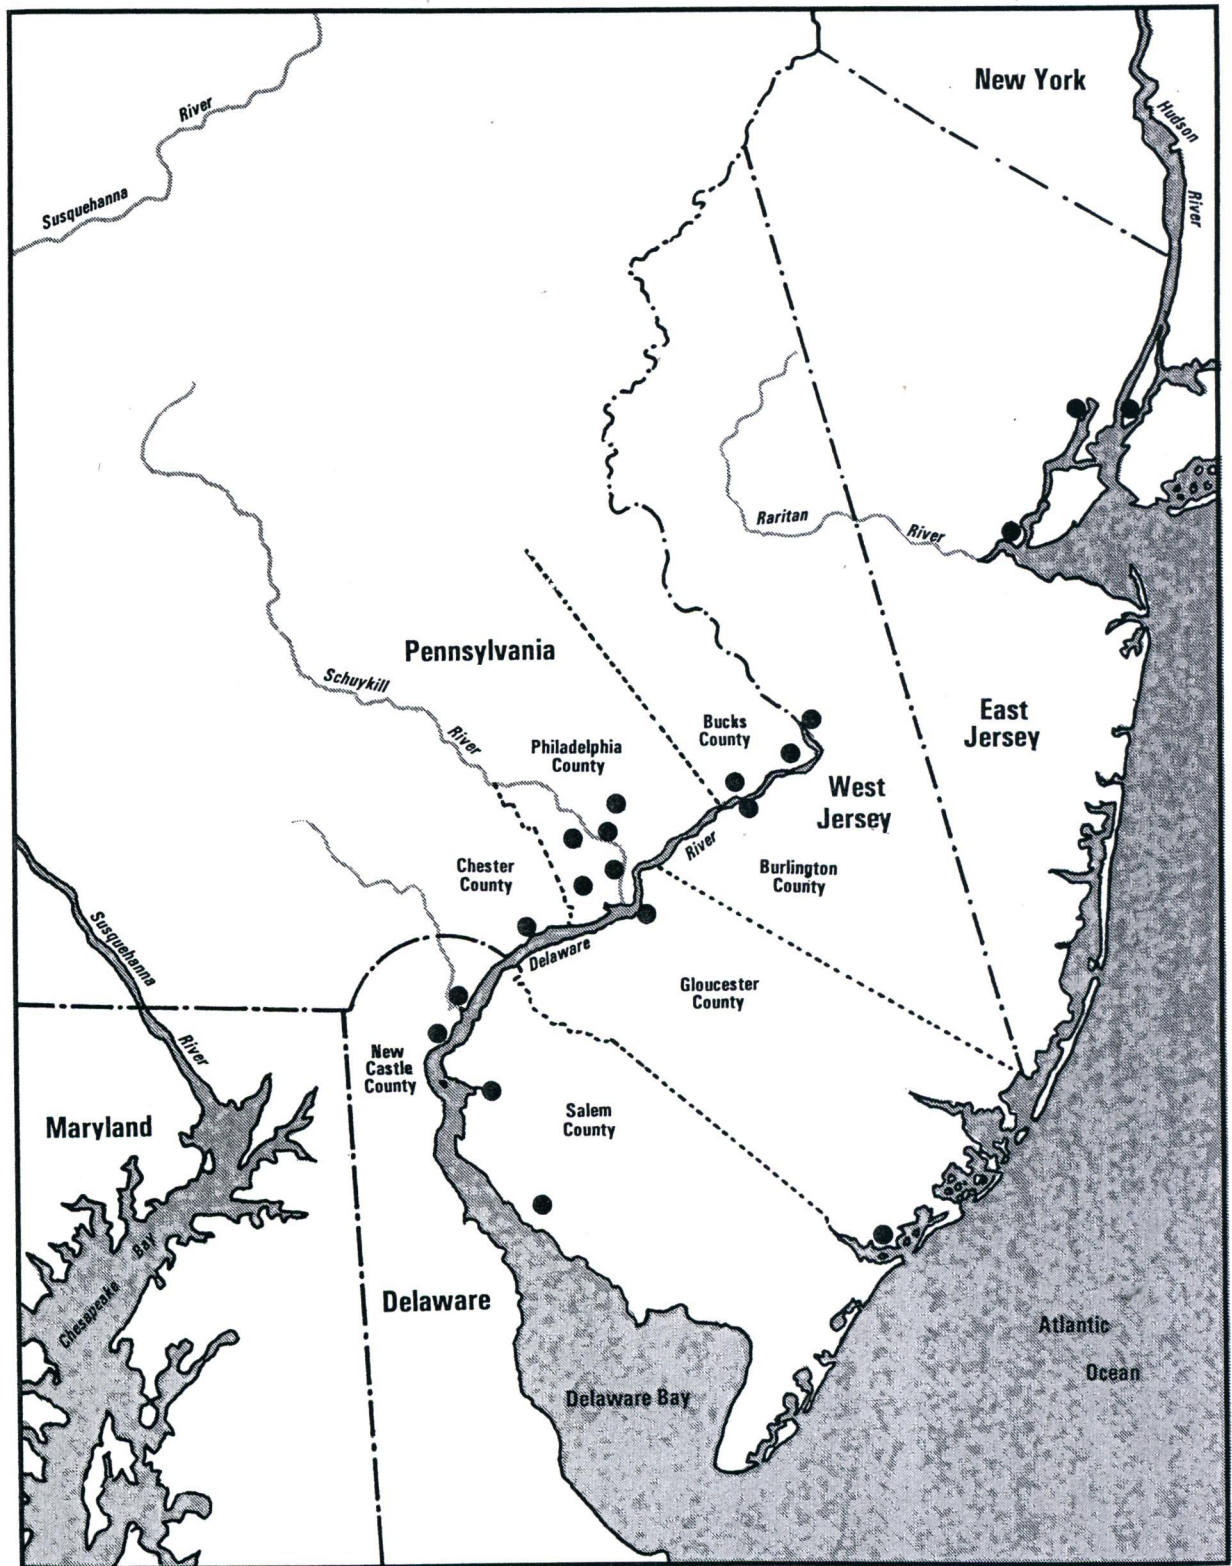 New York
Hudson
River
River
Susquehanna
Raritan
River
Pennsylvania
Schuykill
River
East
Jersey
Bucks
County
Philadelphia
County
West
Jersey
River
Chester
County
Burlington
County
Susquehanna
River
Delaware
Gloucester
County
New
Castle
County
Maryland
Salem
County
Bay
Chesapeake
Delaware
Atlantic
Ocean
Delaware Bay